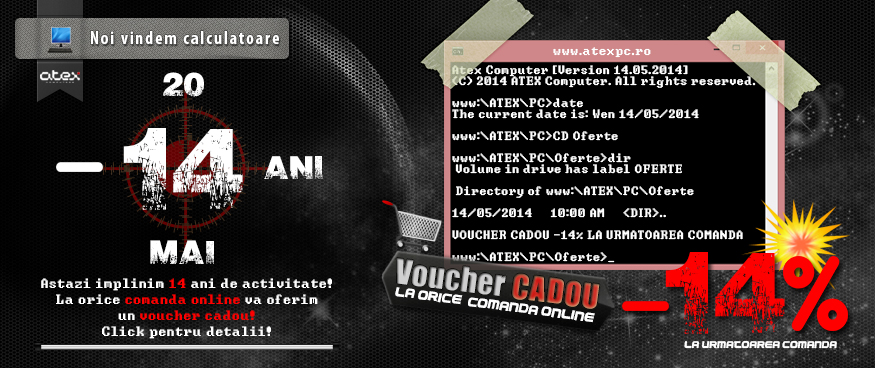 Noi vindem calculatoare
atex
20
-14 ANI
MAI
Astazi implinim 14 ani de activitate!
La orice comanda online va oferim
un voucher cadou!
Click pentru detalii!
www.atexpc.ro
Atex Computer [Version 14.05.2014]
(C) 2014 ATEX Computer. All rights reserved.
www:\ATEX\PC>date
The current date is: Wen 14/05/2014
www:\ATEX\PC>CD Oferte
www:\ATEX\PC\Oferte>dir
Volume in drive has label OFERTE
Directory of www:\ATEX\PC\Oferte
14/05/2014 10:00 AM <DIR>..
VOUCHER CADOU -14% LA URMATOAREA COMANDA
www:\ATEX\PC\Oferte>_
Voucher CADOU
LA ORICE COMANDA ONLINE
-14%
LA URMATOAREA COMANDA